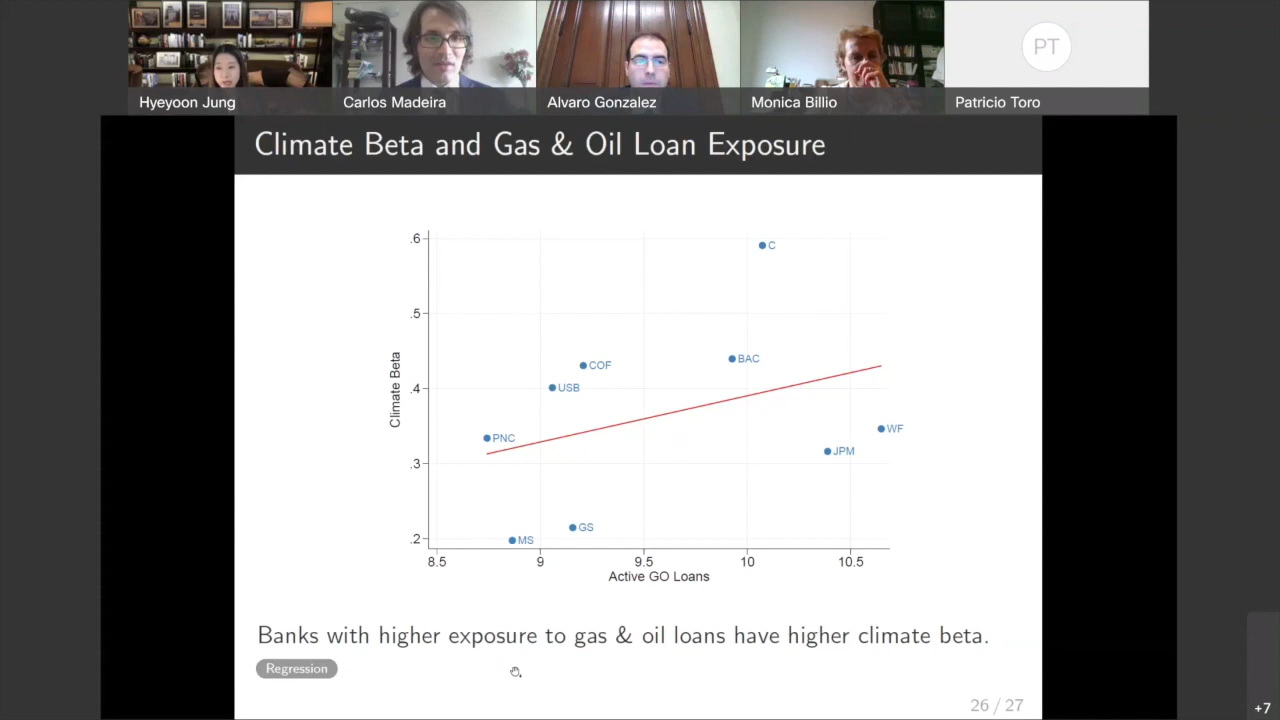 PT
Hyeyoon Jung
Carlos Madeira
Alvaro Gonzalez
Monica Billio
Patricio Toro
Climate Beta and Gas & Oil Loan Exposure
.6
.5
.4
.3
.2
Climate Beta
C
BAC
COF
USB
WF
PNC
JPM
GS
MS
8.5 9 9.5 10 10.5
Active GO Loans
Banks with higher exposure to gas & oil loans have higher climate beta.
Regression
26 / 27
+7